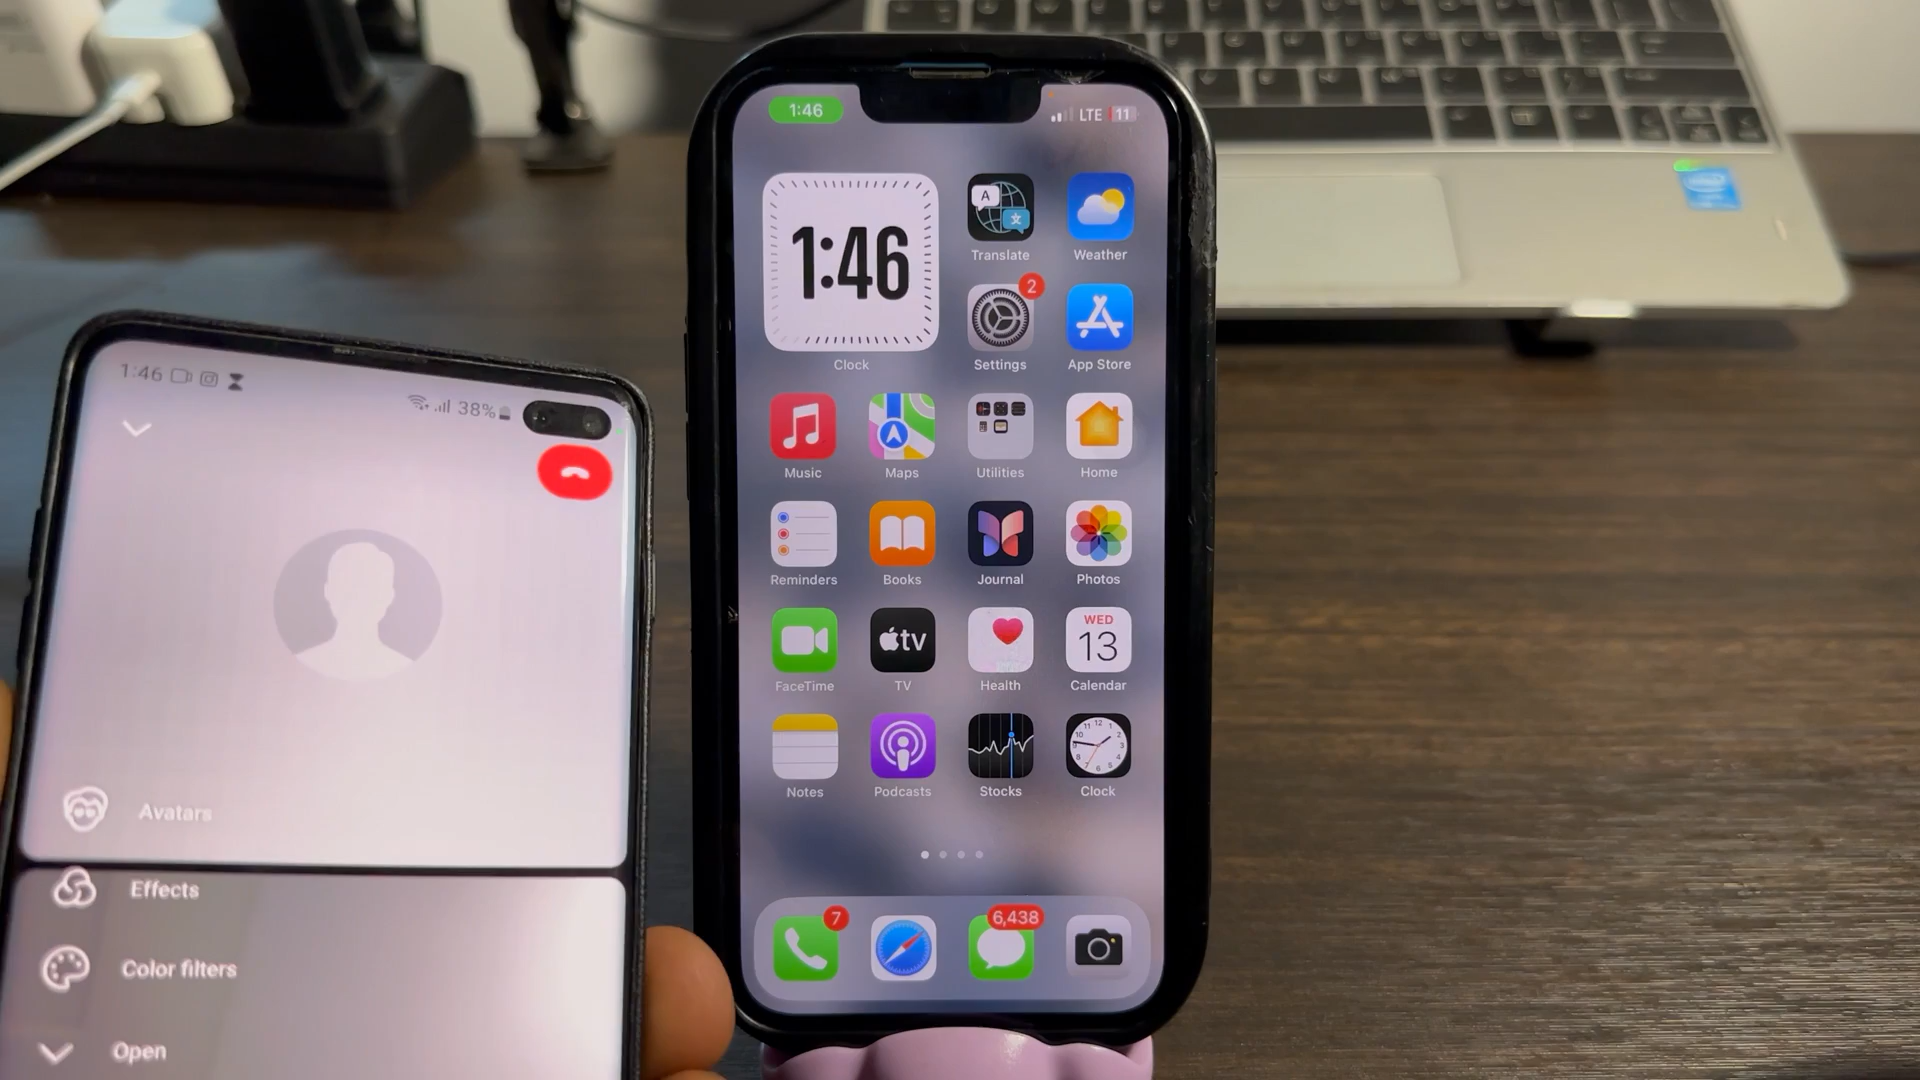 1:46
38%
Avatars
Effects
Color filters
Open
1:46
LTE 11
1:46
Clock
A
文
Translate
Weather
2
Settings
App Store
Music
Maps
Utilities
Home
Reminders
Books
Journal
Photos
WED
13
tv
FaceTime
TV
Health
Calendar
Notes
Podcasts
Stocks
Clock
7
6,438